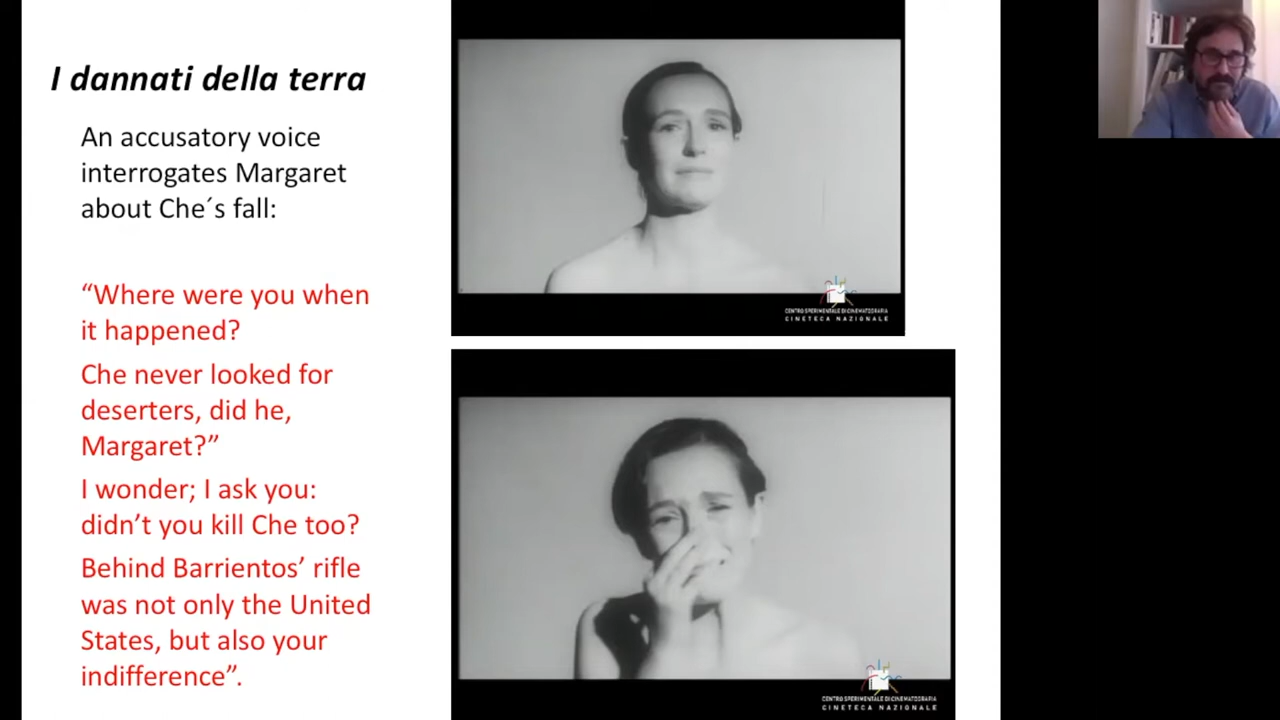 I dannati della terra
An accusatory voice
interrogates Margaret
about Che´s fall:
“Where were you when
it happened?
Che never looked for
deserters, did he,
Margaret?”
I wonder; I ask you:
didn’t you kill Che too?
Behind Barrientos’ rifle
was not only the United
States, but also your
indifference”.
CENTRO SPERIMENTALE DI CINEMATOGRAFIA
CINETECA NAZIONALE
CENTRO SPERIMENTALE DI CINEMATOGRAFIA
CINETECA NAZIONALE